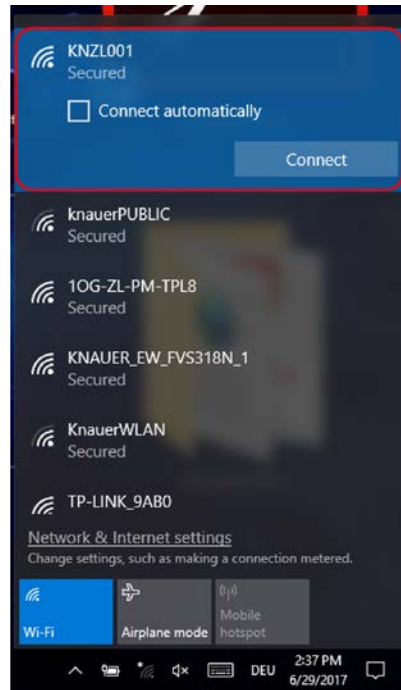 KNZL001
Secured
Connect automatically
Connect
knauerPUBLIC
Secured
1OG-ZL-PM-TPL8
Secured
KNAUER_EW_FVS318N_1
Secured
KnauerWLAN
Secured
TP-LINK_9AB0
Network & Internet settings
Change settings, such as making a connection metered.
Wi-Fi
Airplane mode
Mobile
hotspot
DEU
2:37 PM
6/29/2017